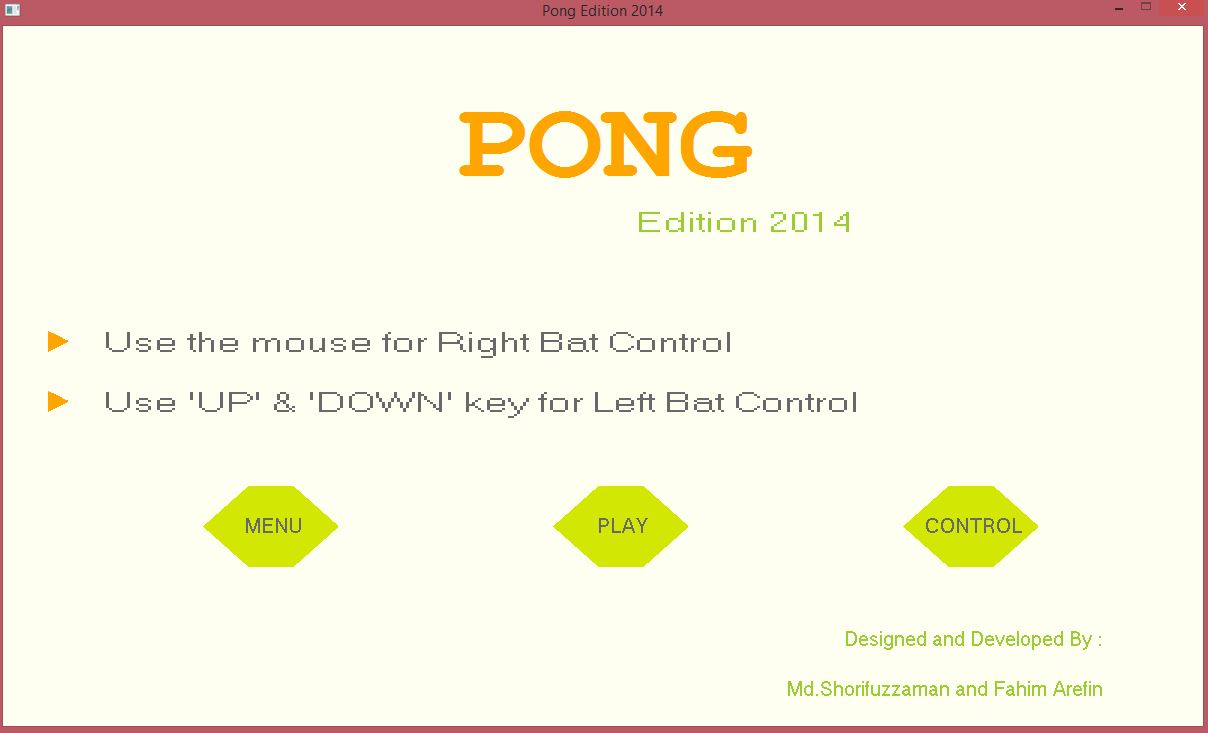 Pong Edition 2014
PONG
Edition 2014
Use the mouse for Right Bat Control
Use 'UP' & 'DOWN' key for Left Bat Control
MENU
PLAY
CONTROL
Designed and Developed By :
Md.Shorifuzzaman and Fahim Arefin